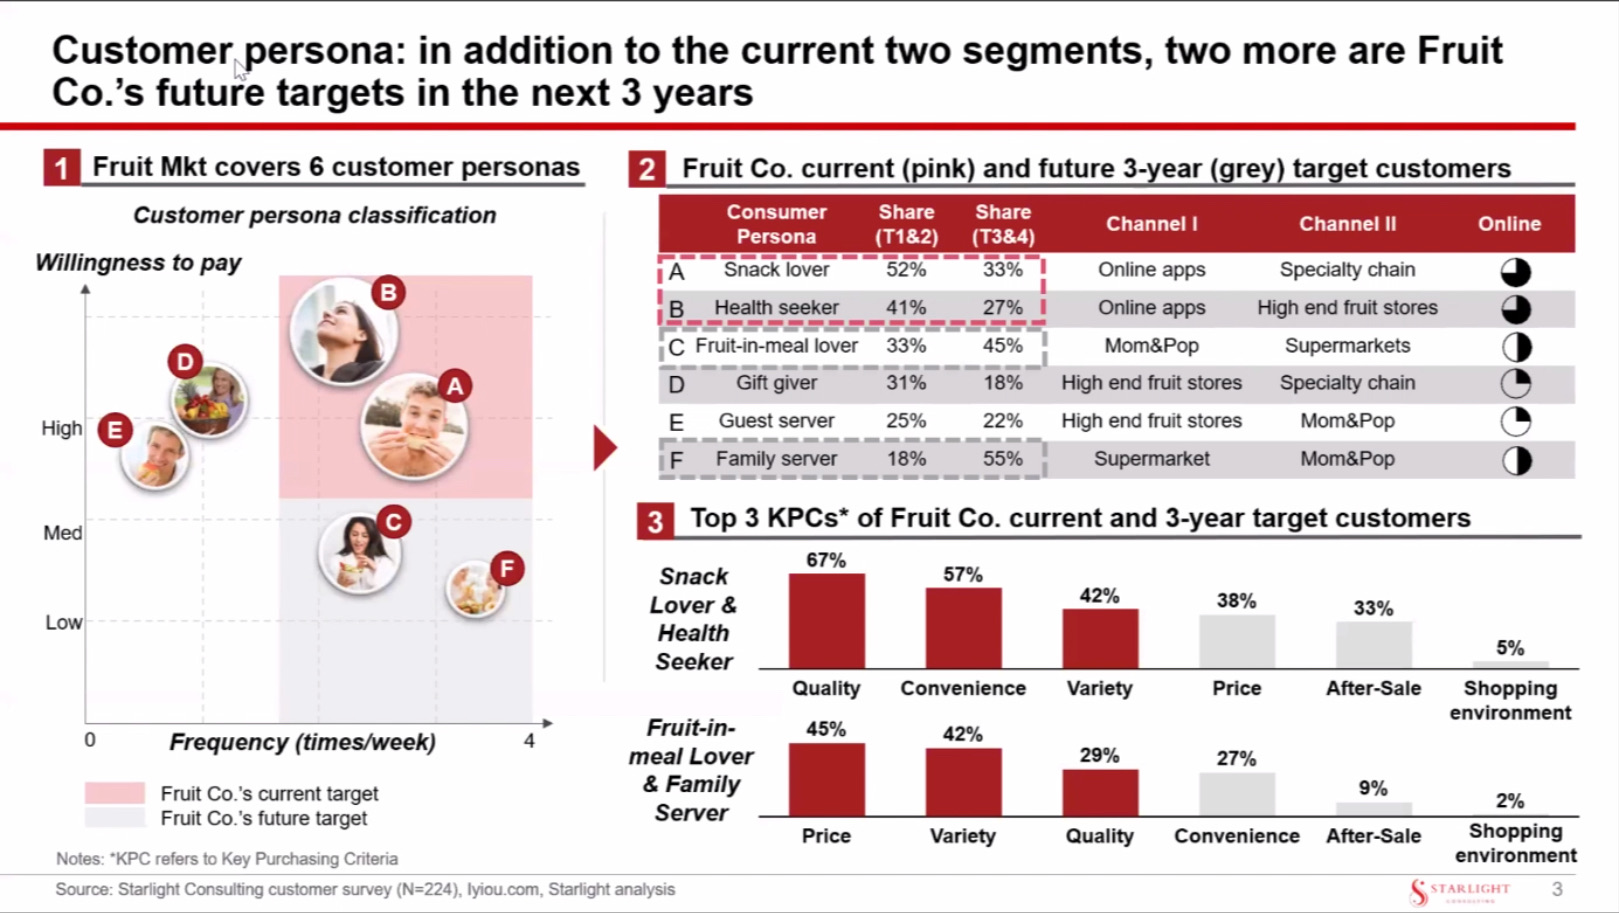 Customer persona: in addition to the current two segments, two more are Fruit
Co.’s future targets in the next 3 years
1 Fruit Mkt covers 6 customer personas
Customer persona classification
Willingness to pay
B
D
A
High
E
C
Med
F
Low
0
Frequency (times/week)
4
Fruit Co.’s current target
Fruit Co.’s future target
2 Fruit Co. current (pink) and future 3-year (grey) target customers
Consumer Persona Share (T1&2) Share (T3&4) Channel I Channel II Online
A Snack lover 52% 33% Online apps Specialty chain
B Health seeker 41% 27% Online apps High end fruit stores
C Fruit-in-meal lover 33% 45% Mom&Pop Supermarkets
D Gift giver 31% 18% High end fruit stores Specialty chain
E Guest server 25% 22% High end fruit stores Mom&Pop
F Family server 18% 55% Supermarket Mom&Pop
3 Top 3 KPCs* of Fruit Co. current and 3-year target customers
Snack
Lover &
Health
Seeker
67% 57% 42% 38% 33% 5%
Quality Convenience Variety Price After-Sale Shopping
environment
Fruit-in-
meal Lover
& Family
Server
45% 42% 29% 27% 9% 2%
Price Variety Quality Convenience After-Sale Shopping
environment
Notes: *KPC refers to Key Purchasing Criteria
Source: Starlight Consulting customer survey (N=224), Iyiou.com, Starlight analysis
STARLIGHT
CONSULTING
3